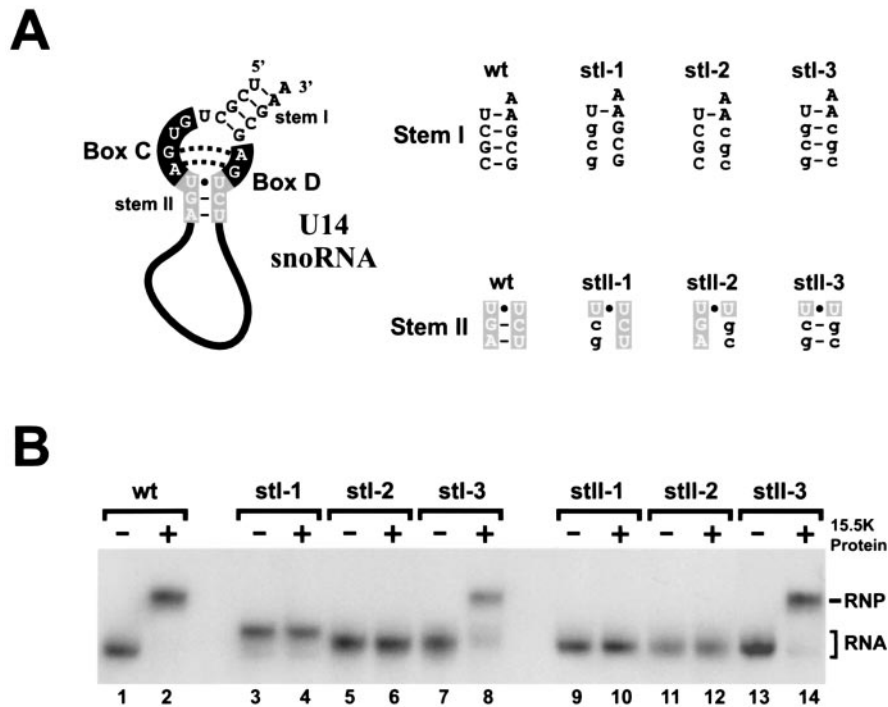 A
5'
3'
U C G C U
A A G C G
stem I
Box C
U G U G A
A G
Box D
stem II
U G A
U C U
U14
snoRNA
wt stI-1 stI-2 stI-3
Stem I
A A A A
U-A U-A U-A U-A
C-G g G C c g-c
G-C c C G g c-g
C-G g G C c g-c
wt stII-1 stII-2 stII-3
Stem II
U•U U•U U•U U•U
G-C c C G g c-g
A-U g U A c g-c
B
wt stI-1 stI-2 stI-3 stII-1 stII-2 stII-3
- + - + - + - + - + - + - + 15.5K
Protein
RNP
RNA
1 2 3 4 5 6 7 8 9 10 11 12 13 14